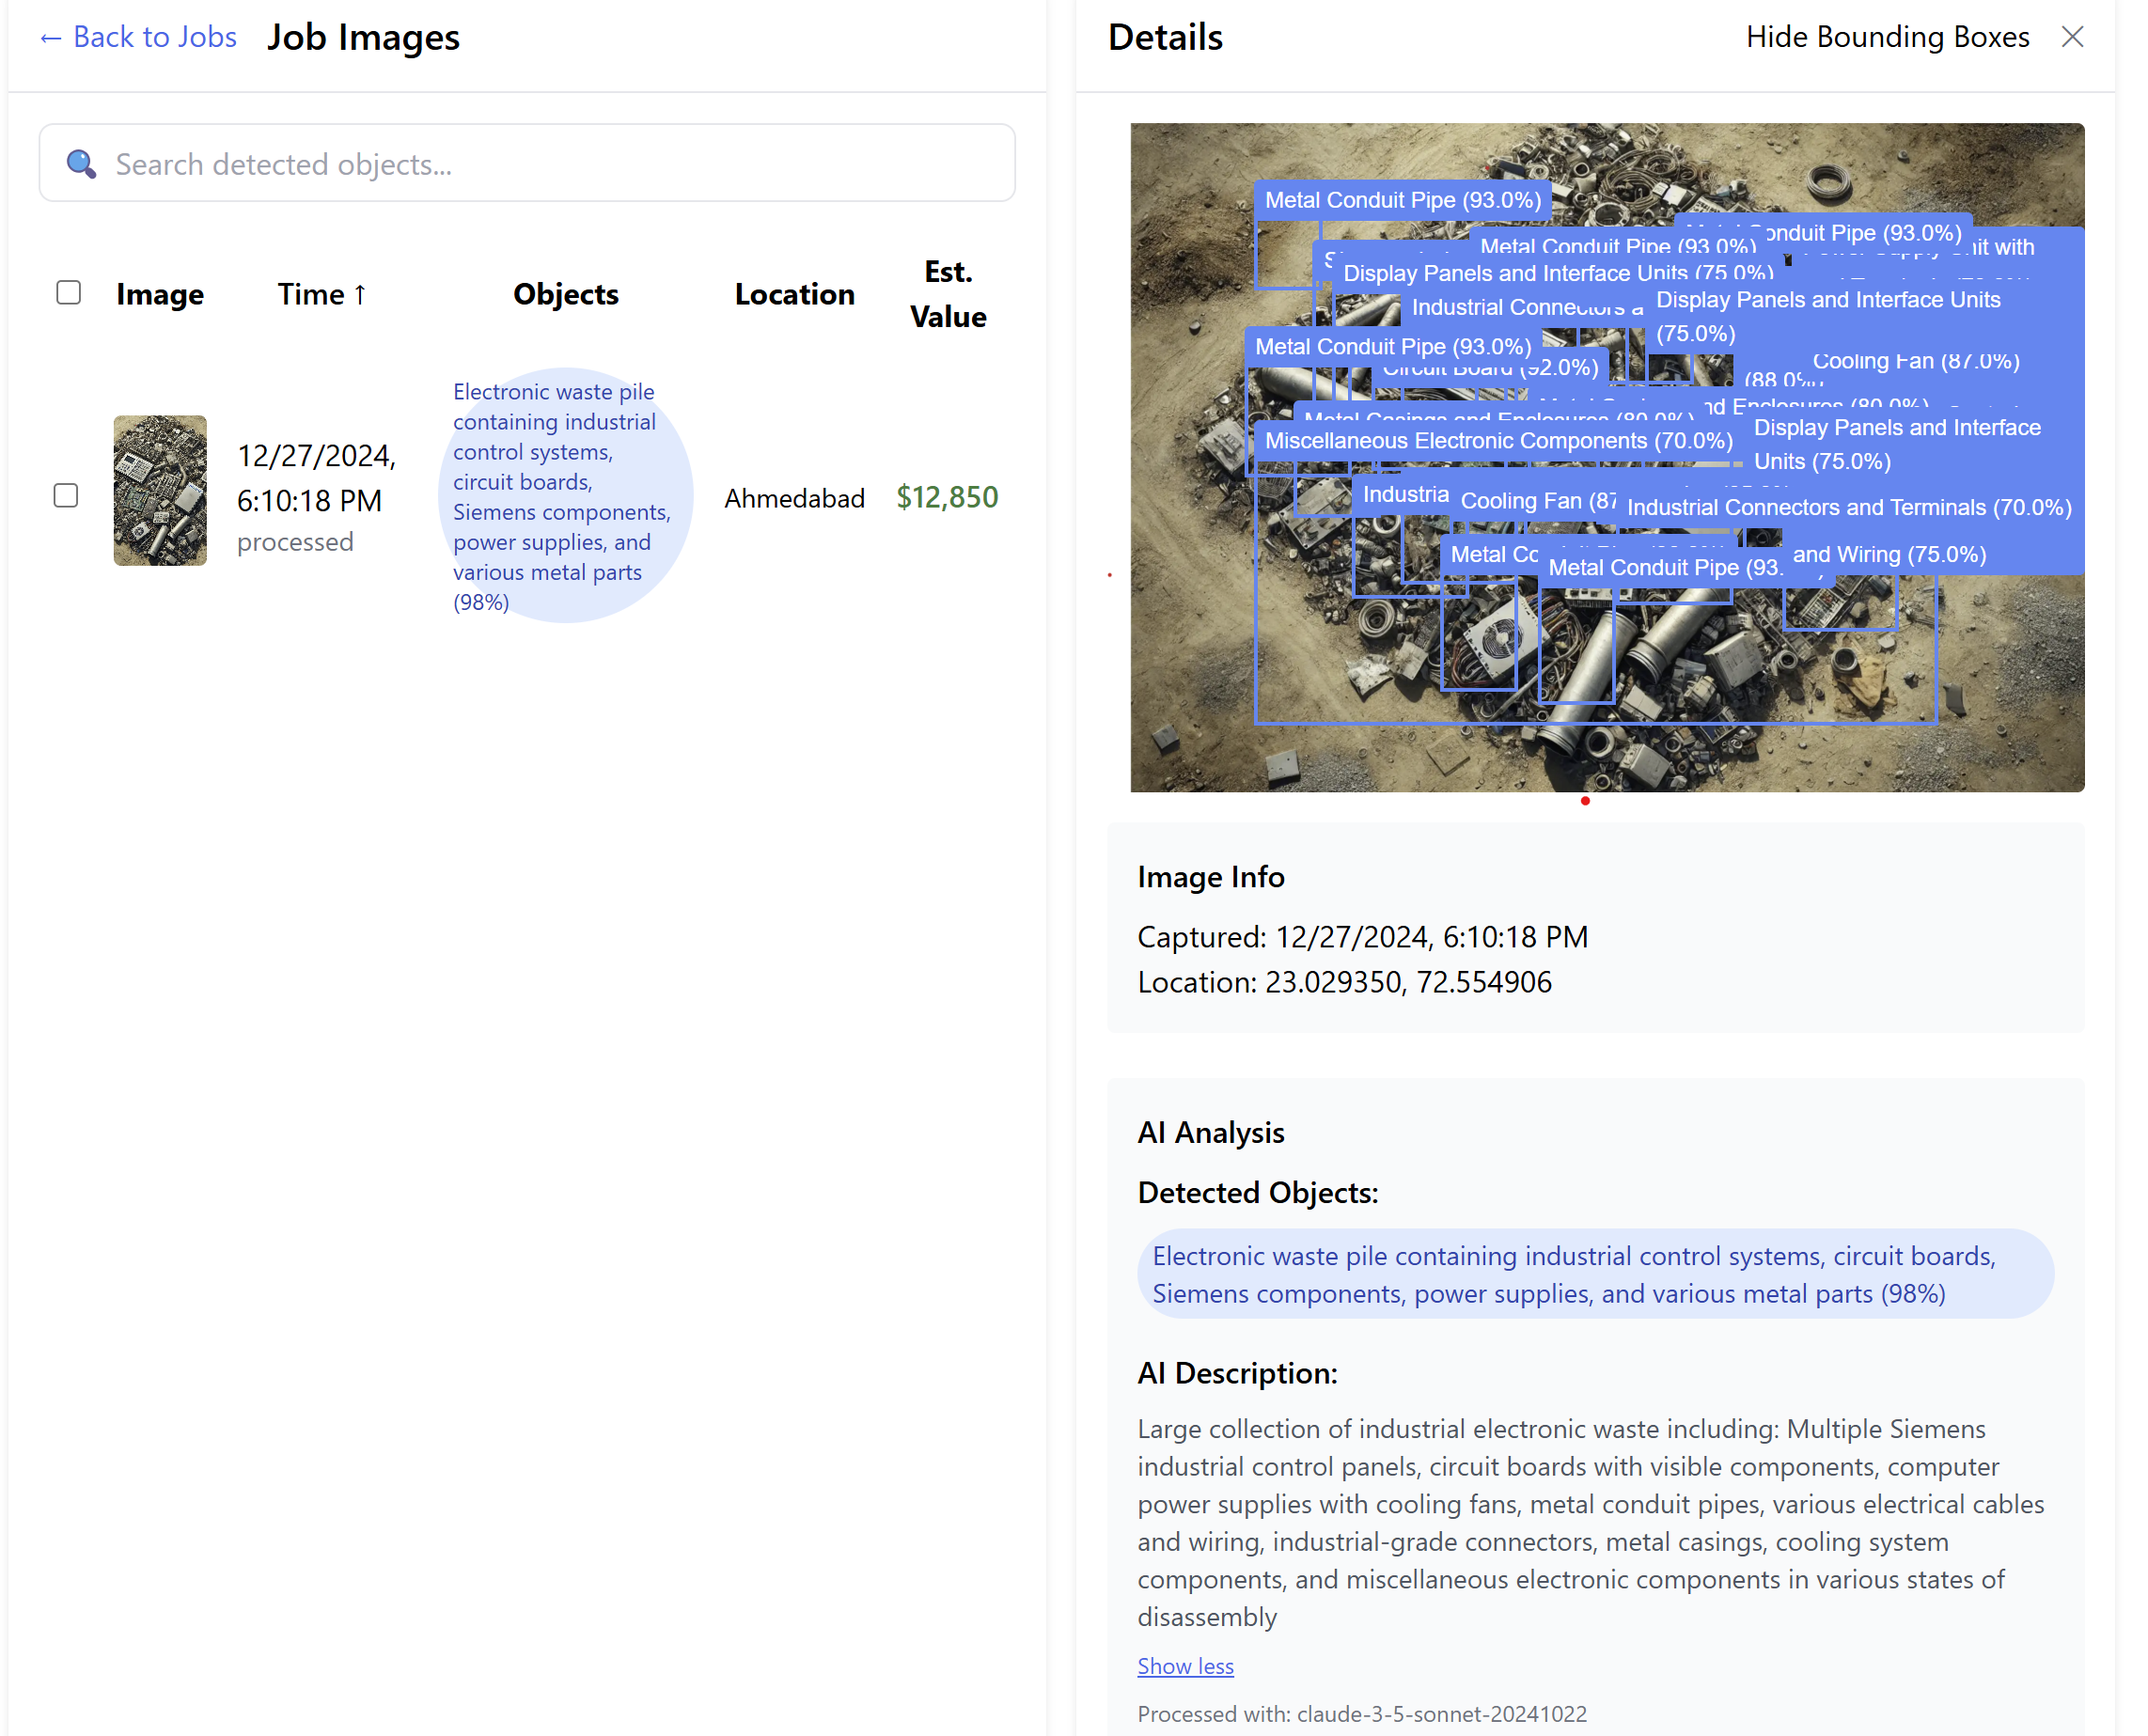 ← Back to Jobs
Job Images
Search detected objects...
Image
Time ↑
Objects
Location
Est.
Value
12/27/2024,
6:10:18 PM
processed
Electronic waste pile
containing industrial
control systems,
circuit boards,
Siemens components,
power supplies, and
various metal parts
(98%)
Ahmedabad
$12,850
Details
Hide Bounding Boxes
Metal Conduit Pipe (93.0%)
Conduit Pipe (93.0%)
Metal Conduit Pipe (93.0%)
with
Display Panels and Interface Units (75.0%)
Industrial Connectors
Display Panels and Interface Units
(75.0%)
Metal Conduit Pipe (93.0%)
Circuit Board (92.0%)
Cooling Fan (87.0%)
(88.0%)
Enclosures (80.0%)
Metal Casings and Enclosures (80.0%)
Miscellaneous Electronic Components (70.0%)
Display Panels and Interface
Units (75.0%)
Industria
Cooling Fan (87
Industrial Connectors and Terminals (70.0%)
Metal
and Wiring (75.0%)
Metal Conduit Pipe (93.
Image Info
Captured: 12/27/2024, 6:10:18 PM
Location: 23.029350, 72.554906
AI Analysis
Detected Objects:
Electronic waste pile containing industrial control systems, circuit boards,
Siemens components, power supplies, and various metal parts (98%)
AI Description:
Large collection of industrial electronic waste including: Multiple Siemens
industrial control panels, circuit boards with visible components, computer
power supplies with cooling fans, metal conduit pipes, various electrical cables
and wiring, industrial-grade connectors, metal casings, cooling system
components, and miscellaneous electronic components in various states of
disassembly
Show less
Processed with: claude-3-5-sonnet-20241022